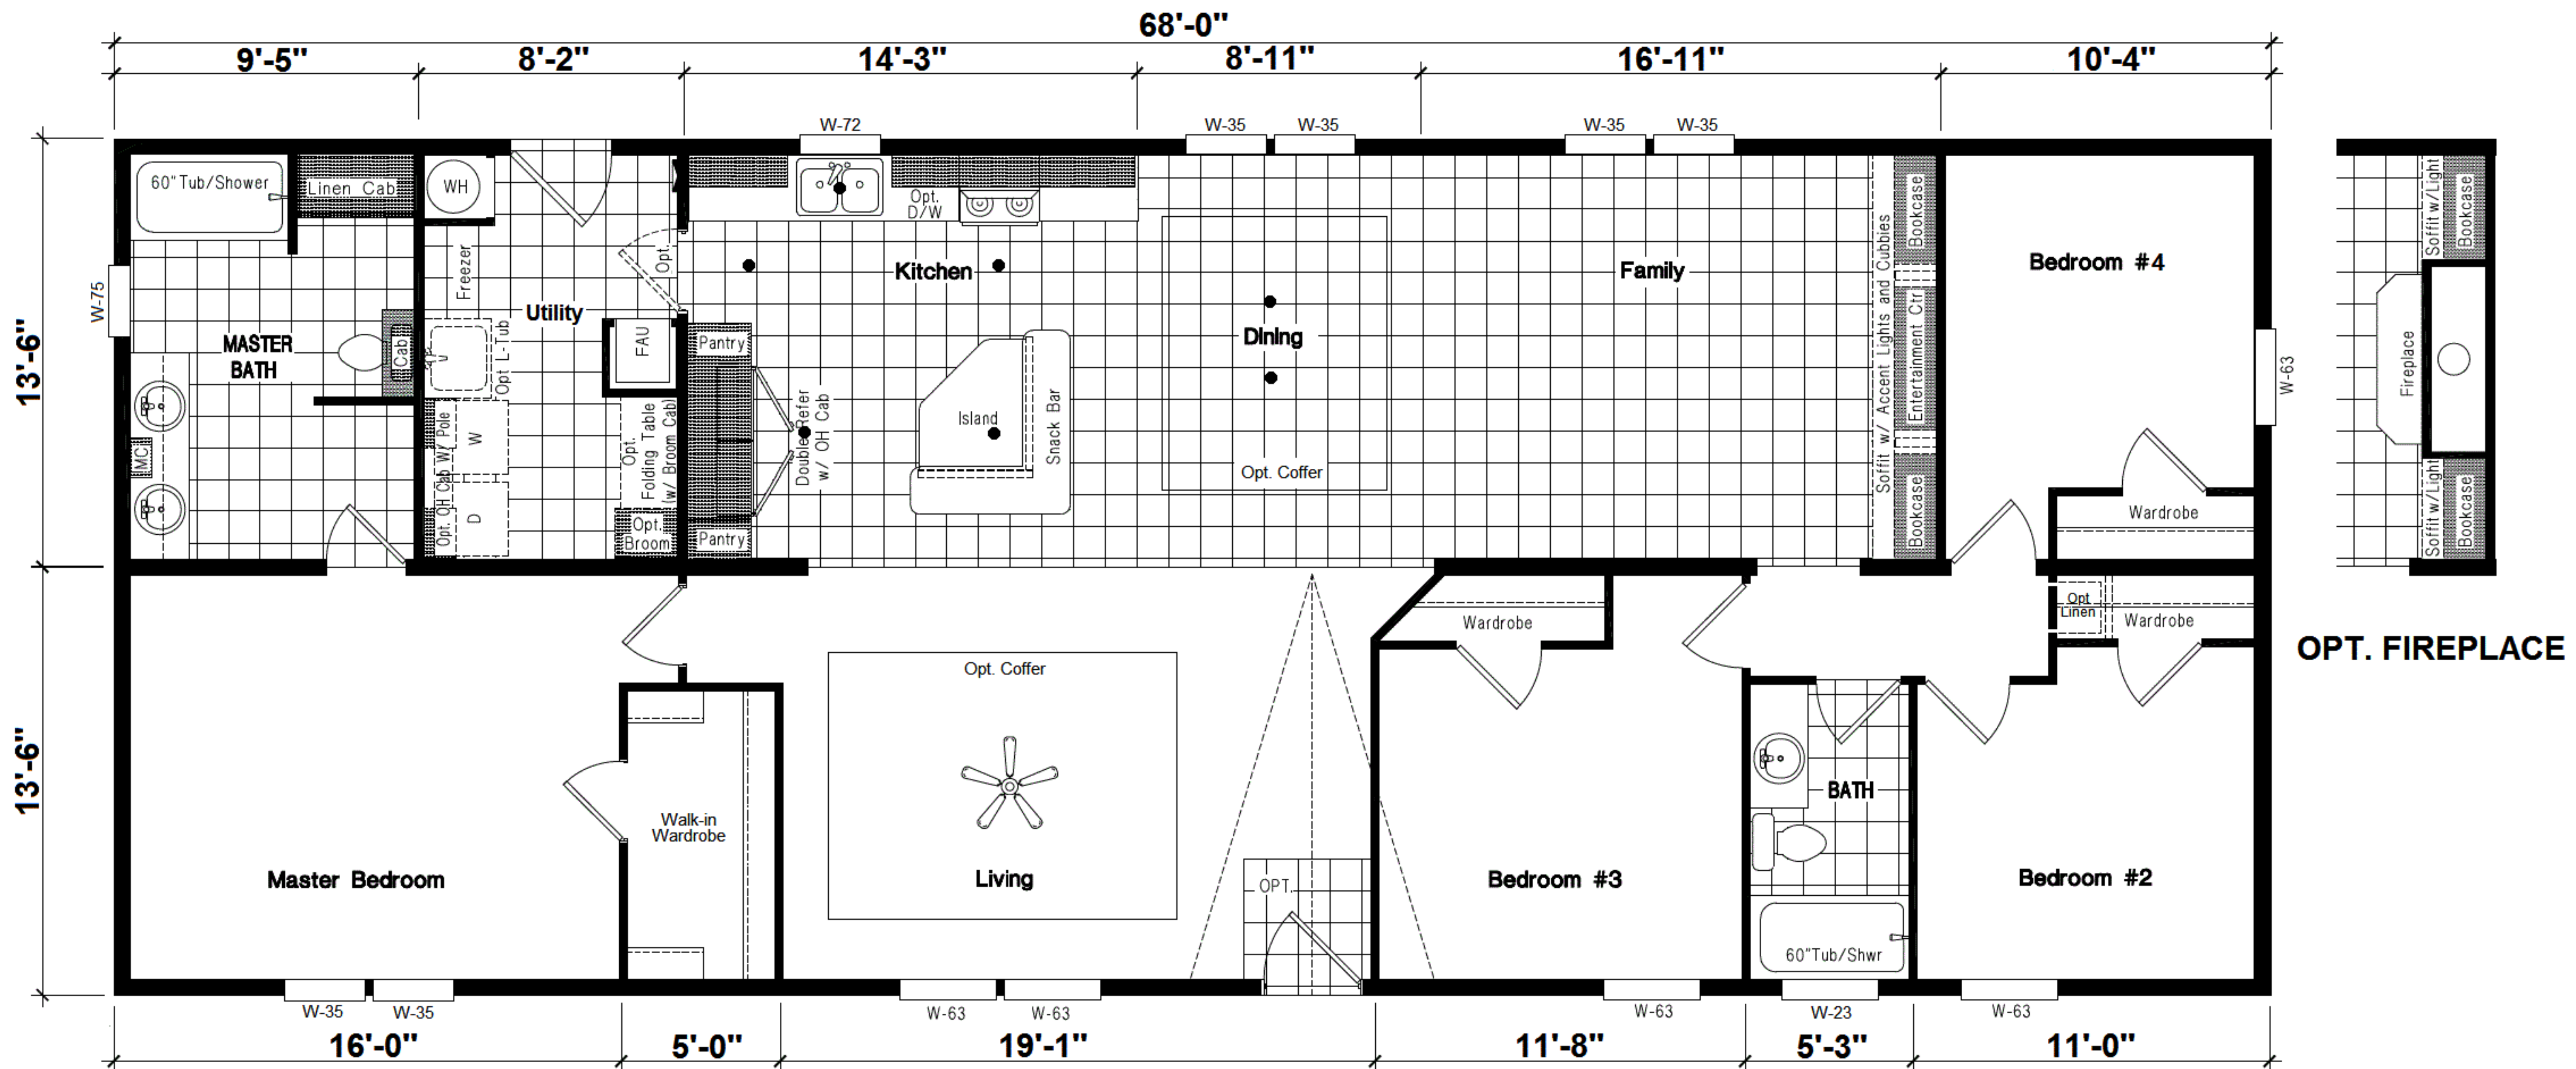 68'-0"
9'-5"
8'-2"
14'-3"
8'-11"
16'-11"
10'-4"
W-72
W-35
W-35
W-35
W-35
60"Tub/Shower
Linen Cab
WH
Opt.
D/W
Freezer
Opt.
Utility
Kitchen
Family
Bedroom #4
Bookcase
Soffit w/ Accent Lights and Cubbies
Entertainment Ctr
Bookcase
Soffit w/Light
Bookcase
Fireplace
Soffit w/Light
Bookcase
OPT. FIREPLACE
W-75
13'-6"
MASTER
BATH
Cab
Opt L-Tub
FAU
Pantry
Dining
W-63
MC
Opt. OH Cab W/ Pole
W
D
Opt.
Folding Table
(w/ Broom Cab)
Opt.
Broom
Double Refer
w/ OH Cab
Pantry
Island
Snack Bar
Opt. Coffer
Wardrobe
Wardrobe
Opt
Linen
Wardrobe
Opt. Coffer
13'-6"
Walk-in
Wardrobe
Master Bedroom
Living
OPT.
Bedroom #3
BATH
Bedroom #2
60"Tub/Shwr
W-35
W-35
W-63
W-63
W-63
W-23
W-63
16'-0"
5'-0"
19'-1"
11'-8"
5'-3"
11'-0"